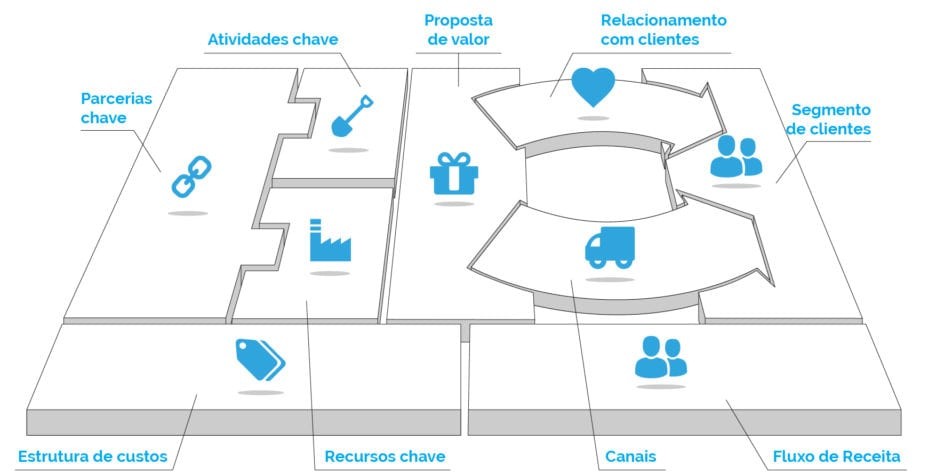 Proposta
de valor
Relacionamento
com clientes
Atividades chave
Parcerias
chave
Segmento
de clientes
Estrutura de custos
Recursos chave
Canais
Fluxo de Receita